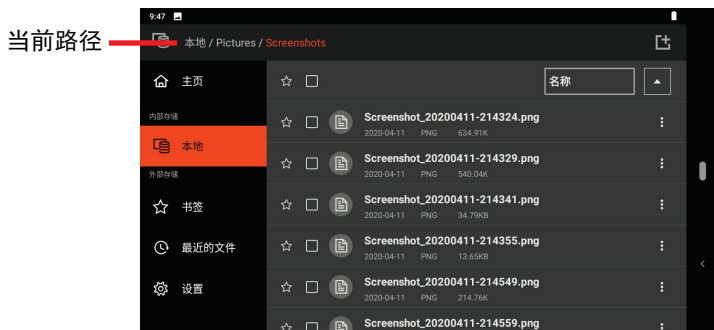 当前路径
9:47
本地 / Pictures / Screenshots
主页
名称
内部存储
本地
外部存储
书签
最近的文件
设置
Screenshot_20200411-214324.png
2020-04-11 PNG 634.91K
Screenshot_20200411-214329.png
2020-04-11 PNG 540.04K
Screenshot_20200411-214341.png
2020-04-11 PNG 34.79KB
Screenshot_20200411-214355.png
2020-04-11 PNG 13.65KB
Screenshot_20200411-214549.png
2020-04-11 PNG 214.76K
Screenshot_20200411-214559.png